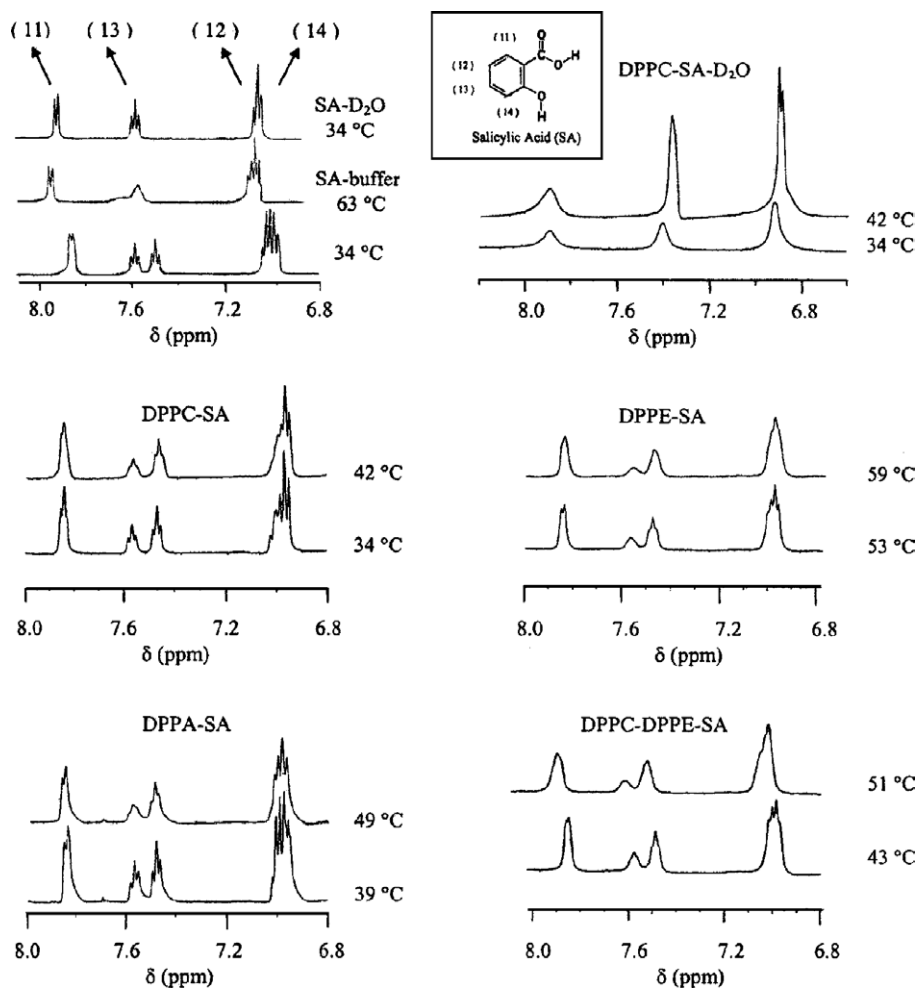 (11) (13) (12) (14)
SA-D₂O
34 °C
SA-buffer
63 °C
34 °C
8.0 7.6 7.2 6.8
δ (ppm)
(11)
(12)
(13)
(14)
O
O
H
O
H
Salicylic Acid (SA)
DPPC-SA-D₂O
42 °C
34 °C
8.0 7.6 7.2 6.8
δ (ppm)
DPPC-SA
42 °C
34 °C
8.0 7.6 7.2 6.8
δ (ppm)
DPPE-SA
59 °C
53 °C
8.0 7.6 7.2 6.8
δ (ppm)
DPPA-SA
49 °C
39 °C
8.0 7.6 7.2 6.8
δ (ppm)
DPPC-DPPE-SA
51 °C
43 °C
8.0 7.6 7.2 6.8
δ (ppm)